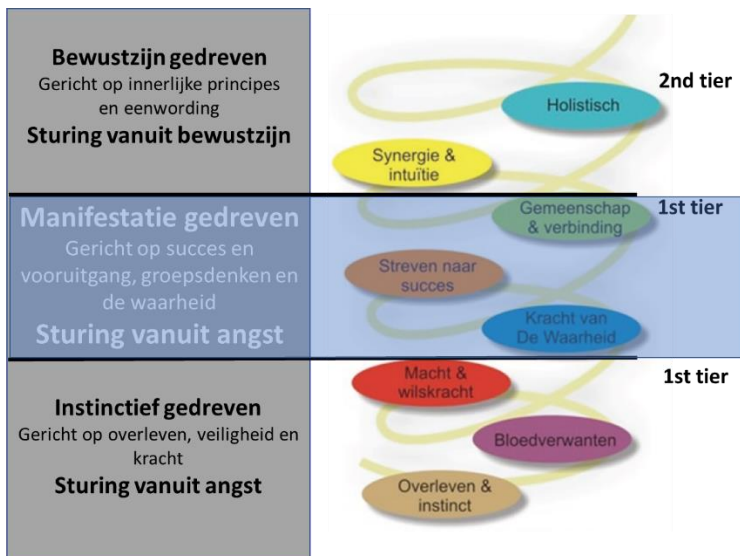 Bewustzijn gedreven
Gericht op innerlijke principes
en eenwording
Sturing vanuit bewustzijn
2nd tier
Holistisch
Synergie &
intuïtie
Manifestatie gedreven
Gericht op succes en
vooruitgang, groepsdenken en
de waarheid
Sturing vanuit angst
1st tier
Gemeenschap
& verbinding
Streven naar
succes
Kracht van
De Waarheid
Instinctief gedreven
Gericht op overleven, veiligheid en
kracht
Sturing vanuit angst
1st tier
Macht &
wilskracht
Bloedverwanten
Overleven &
instinct